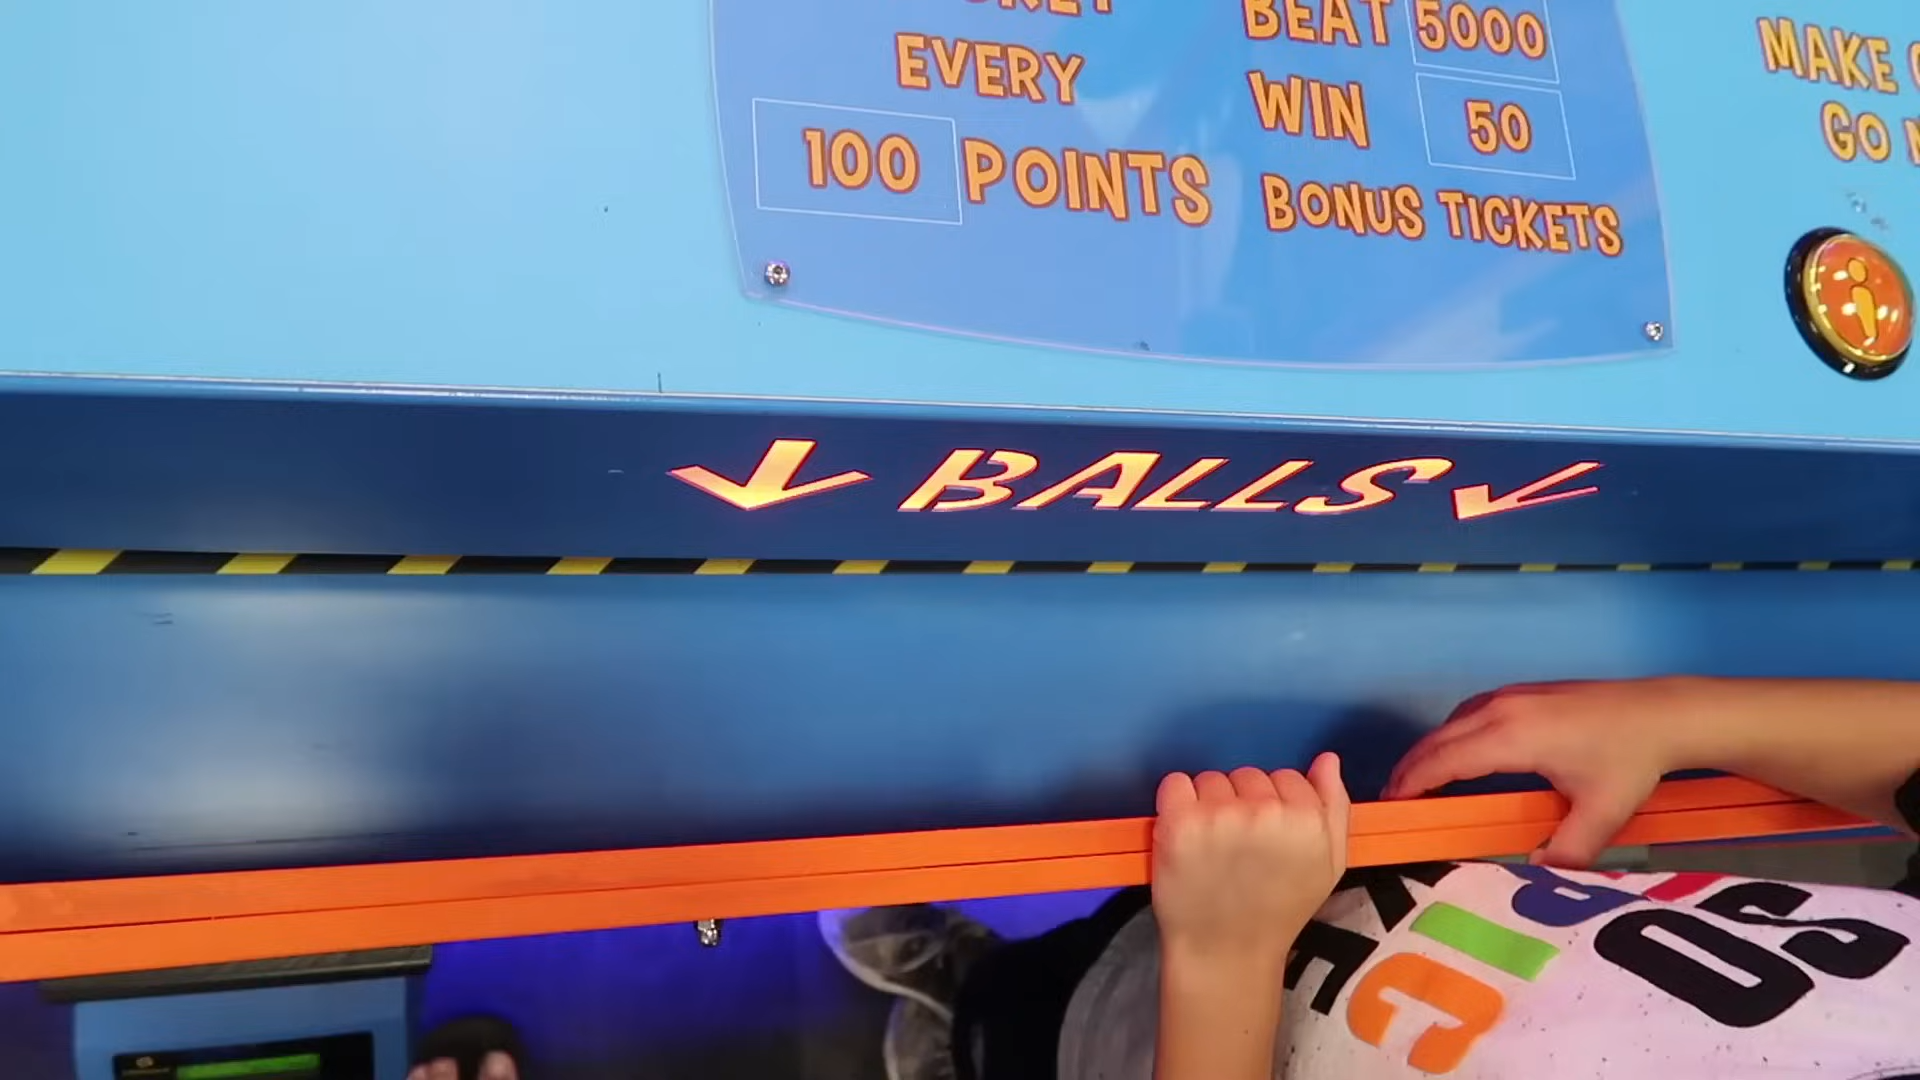 EVERY
100 POINTS
BEAT 5000
WIN 50
BONUS TICKETS
MAKE
GO
BALLS